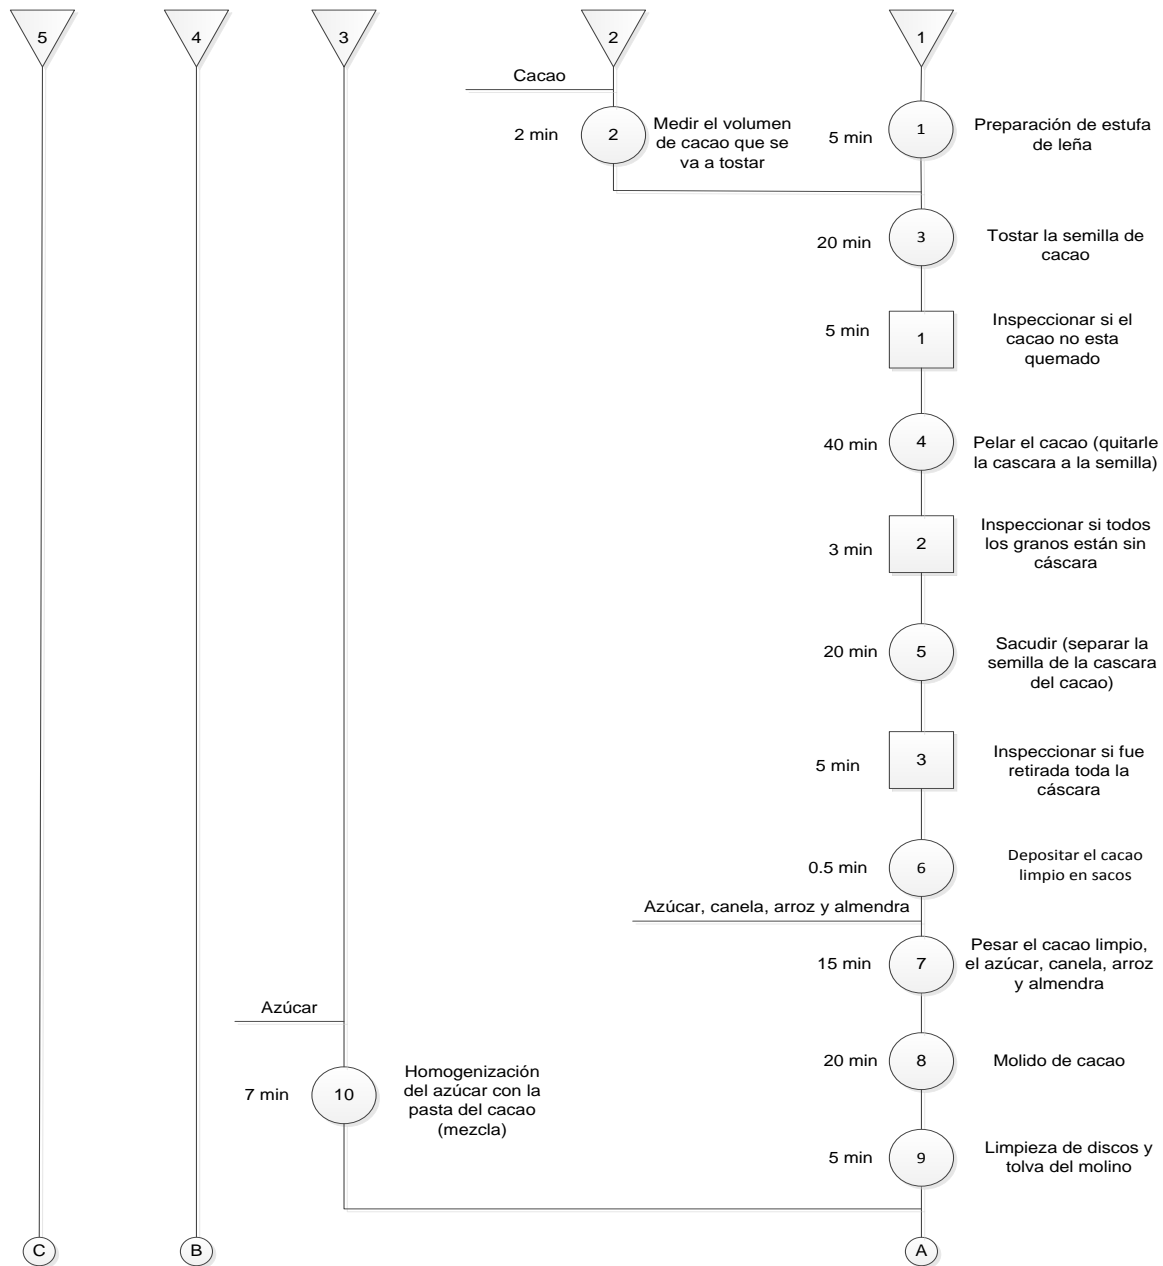 5
4
3
2
1
Cacao
2 min
2
Medir el volumen
de cacao que se
va a tostar
5 min
1
Preparación de estufa
de leña
20 min
3
Tostar la semilla de
cacao
5 min
1
Inspeccionar si el
cacao no esta
quemado
40 min
4
Pelar el cacao (quitarle
la cascara a la semilla)
3 min
2
Inspeccionar si todos
los granos están sin
cáscara
20 min
5
Sacudir (separar la
semilla de la cascara
del cacao)
5 min
3
Inspeccionar si fue
retirada toda la
cáscara
0.5 min
6
Depositar el cacao
limpio en sacos
Azúcar, canela, arroz y almendra
15 min
7
Pesar el cacao limpio,
el azúcar, canela, arroz
y almendra
Azúcar
20 min
8
Molido de cacao
7 min
10
Homogenización
del azúcar con la
pasta del cacao
(mezcla)
5 min
9
Limpieza de discos y
tolva del molino
C
B
A